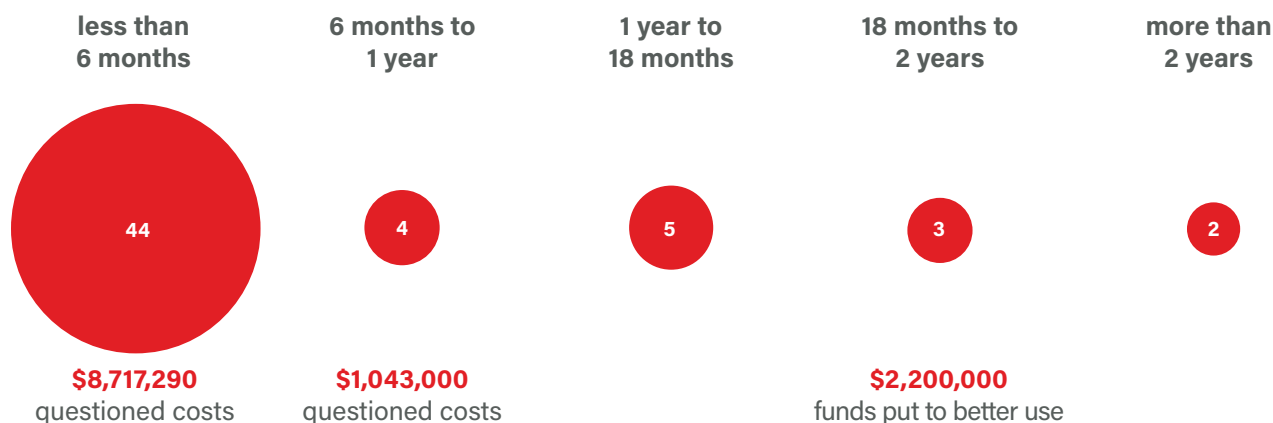 less than
6 months
6 months to
1 year
1 year to
18 months
18 months to
2 years
more than
2 years
44
4
5
3
2
$8,717,290
questioned costs
$1,043,000
questioned costs
$2,200,000
funds put to better use